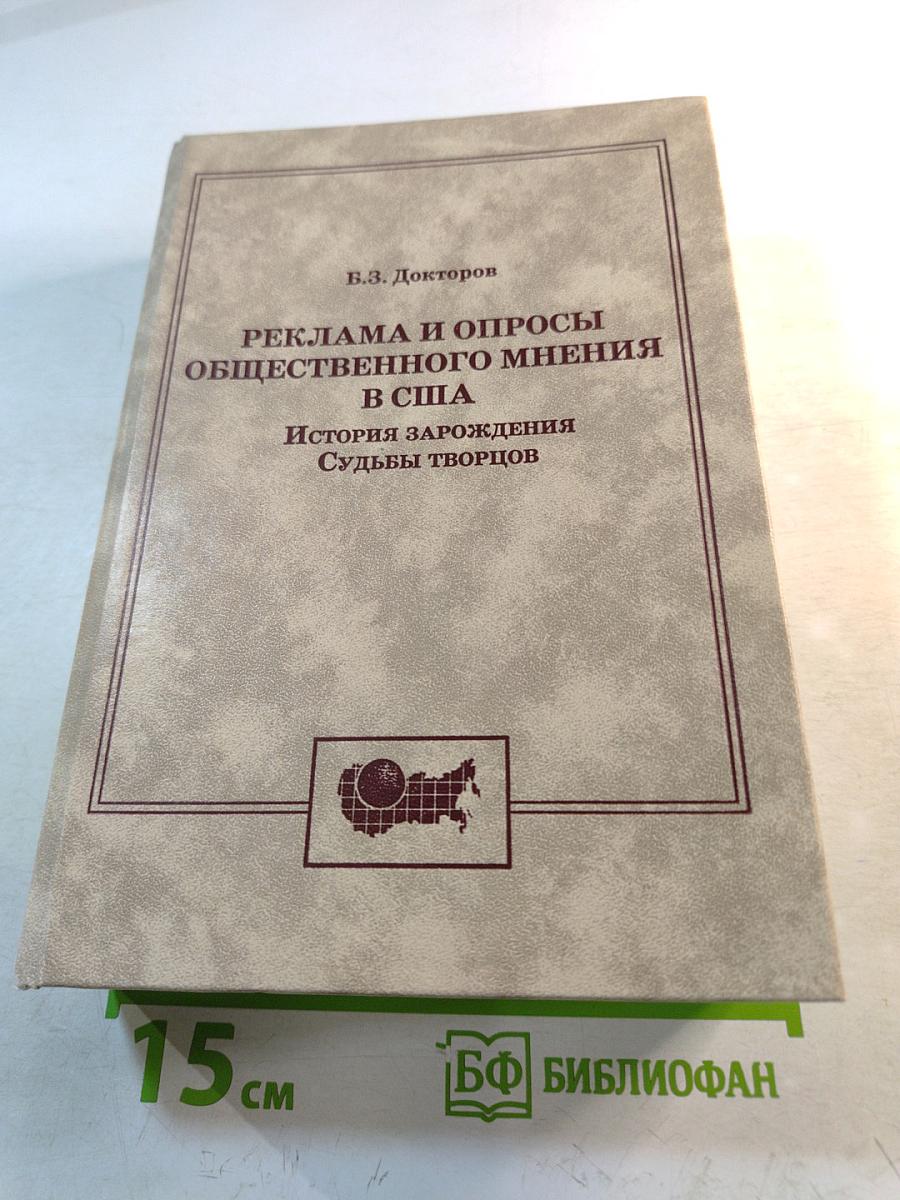 Б.З. Докторов
РЕКЛАМА И ОПРОСЫ
ОБЩЕСТВЕННОГО МНЕНИЯ
В США
ИСТОРИЯ ЗАРОЖДЕНИЯ
СУДЬБЫ ТВОРЦОВ
15 см
БФ БИБЛИОФАН